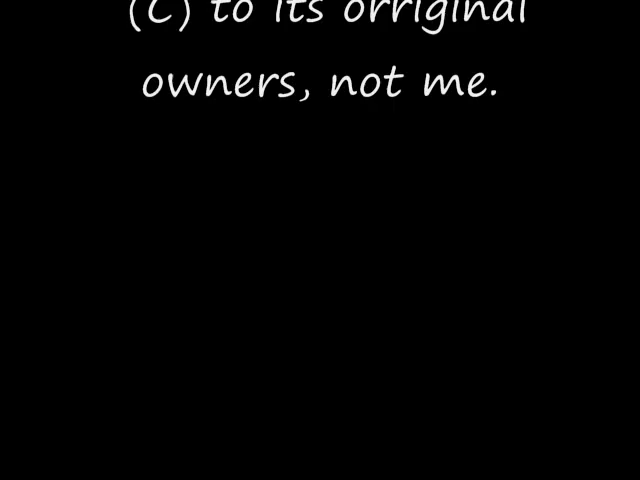 (C) to its orriginal
owners, not me.